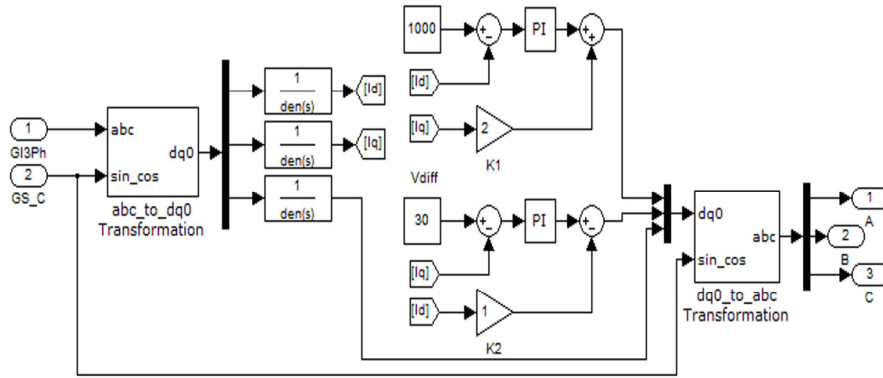 1
GI3Ph
2
GS_C
abc
dq0
sin_cos
abc_to_dq0
Transformation
1
den(s)
[Id]
1
den(s)
[Iq]
1
den(s)
1000
PI
[Id]
[Iq]
2
K1
Vdiff
30
PI
[Iq]
[Id]
1
K2
dq0
abc
sin_cos
dq0_to_abc
Transformation
1
A
2
B
3
C